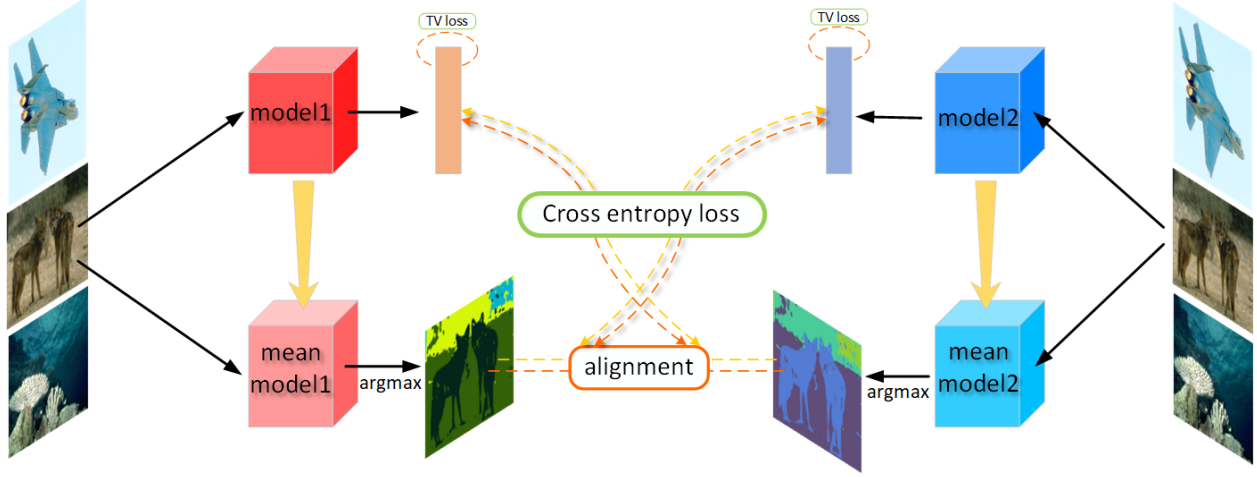 TV loss
TV loss
model1
model2
Cross entropy loss
mean
model1
argmax
alignment
mean
model2
argmax